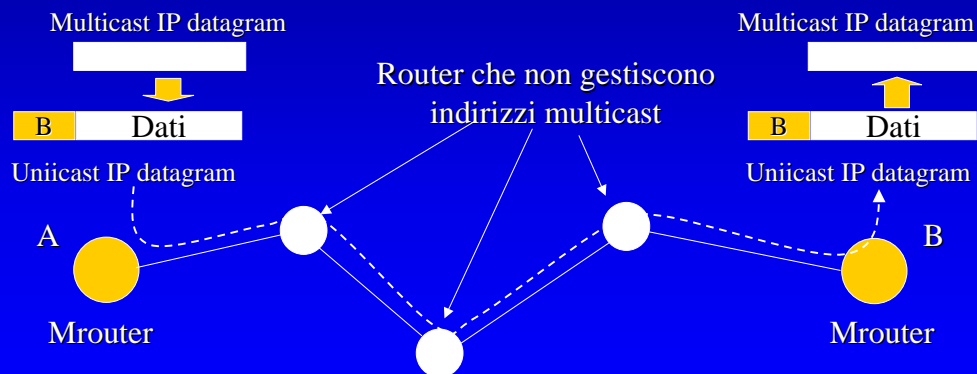 Multicast IP datagram
B Dati
Uniicast IP datagram
Router che non gestiscono
indirizzi multicast
Multicast IP datagram
B Dati
Uniicast IP datagram
A
Mrouter
B
Mrouter